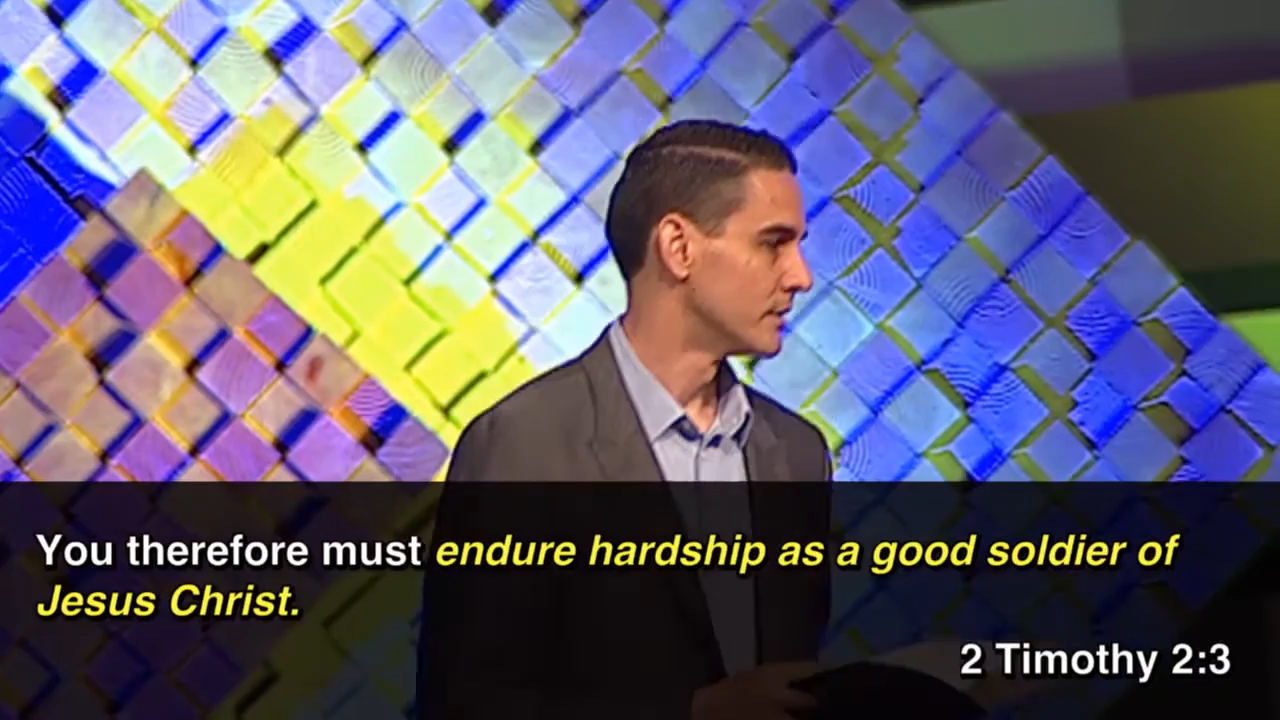 You therefore must endure hardship as a good soldier of
Jesus Christ.
2 Timothy 2:3